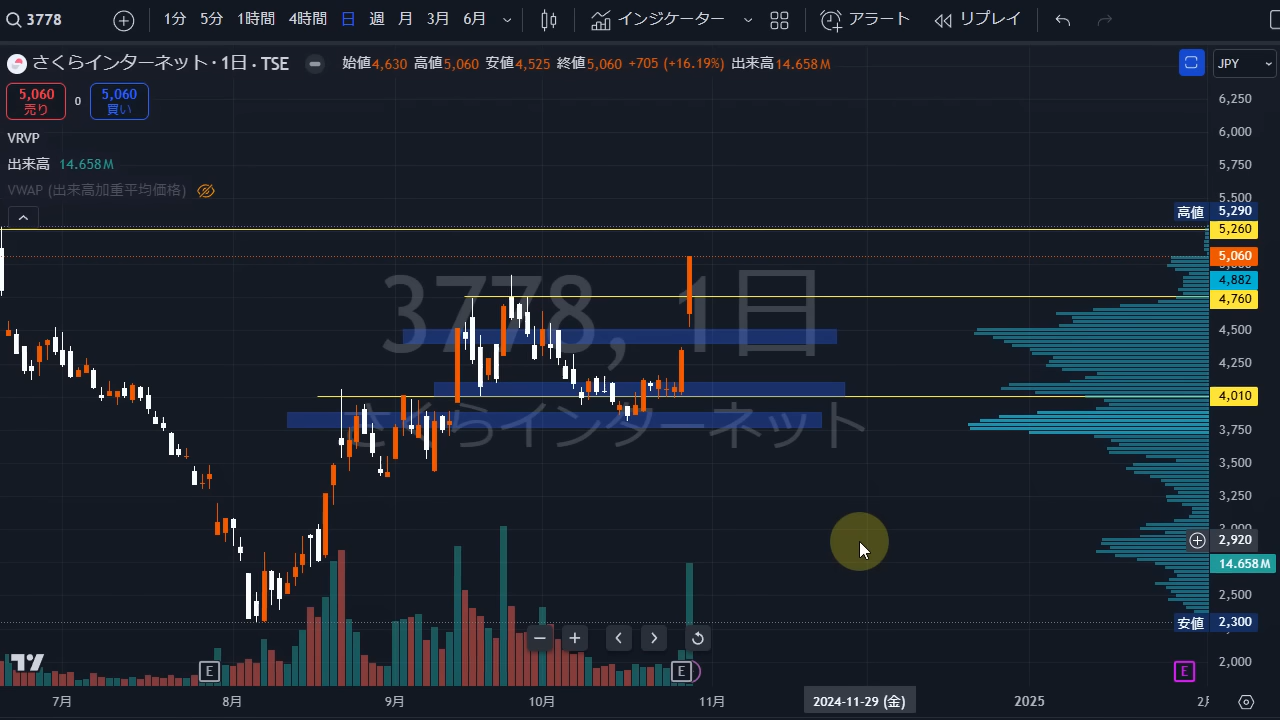 3778 1分 5分 1時間 4時間 日 週 月 3月 6月 インジケーター アラート リプレイ
さくらインターネット · 1日 . TSE 始値4,630 高値5,060 安値4,525 終値5,060 +705 (+16.19%) 出来高14.658M JPY
5,060 売り 0 5,060 買い
VRVP
出来高 14.658M
VWAP (出来高加重平均価格)
3778, 1日
さくらインターネット
6,250
6,000
5,750
5,500
高値 5,290
5,260
5,060
4,882
4,760
4,500
4,250
4,010
3,750
3,500
3,250
3,000
2,920
14.658M
2,500
安値 2,300
2,000
E E E
7月 8月 9月 10月 11月 2024-11-29 (金) 2025